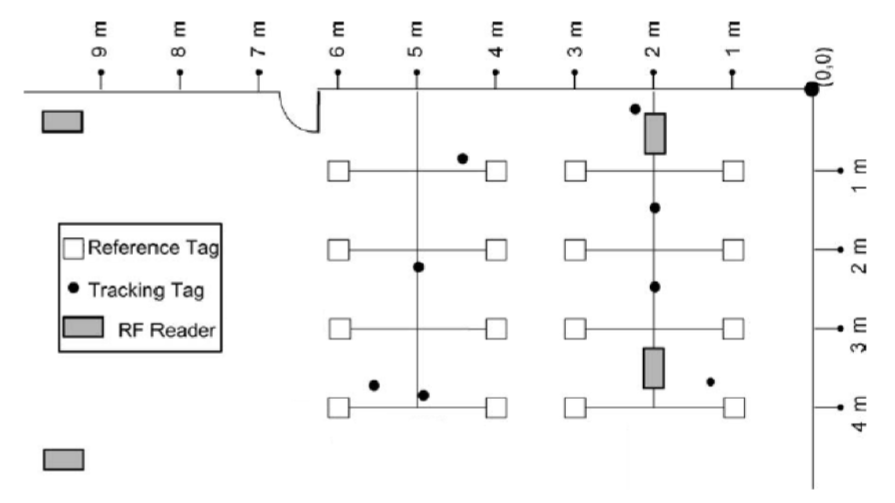 9 m
8 m
7 m
6 m
5 m
4 m
3 m
2 m
1 m
(0,0)
1 m
2 m
3 m
4 m
Reference Tag
Tracking Tag
RF Reader